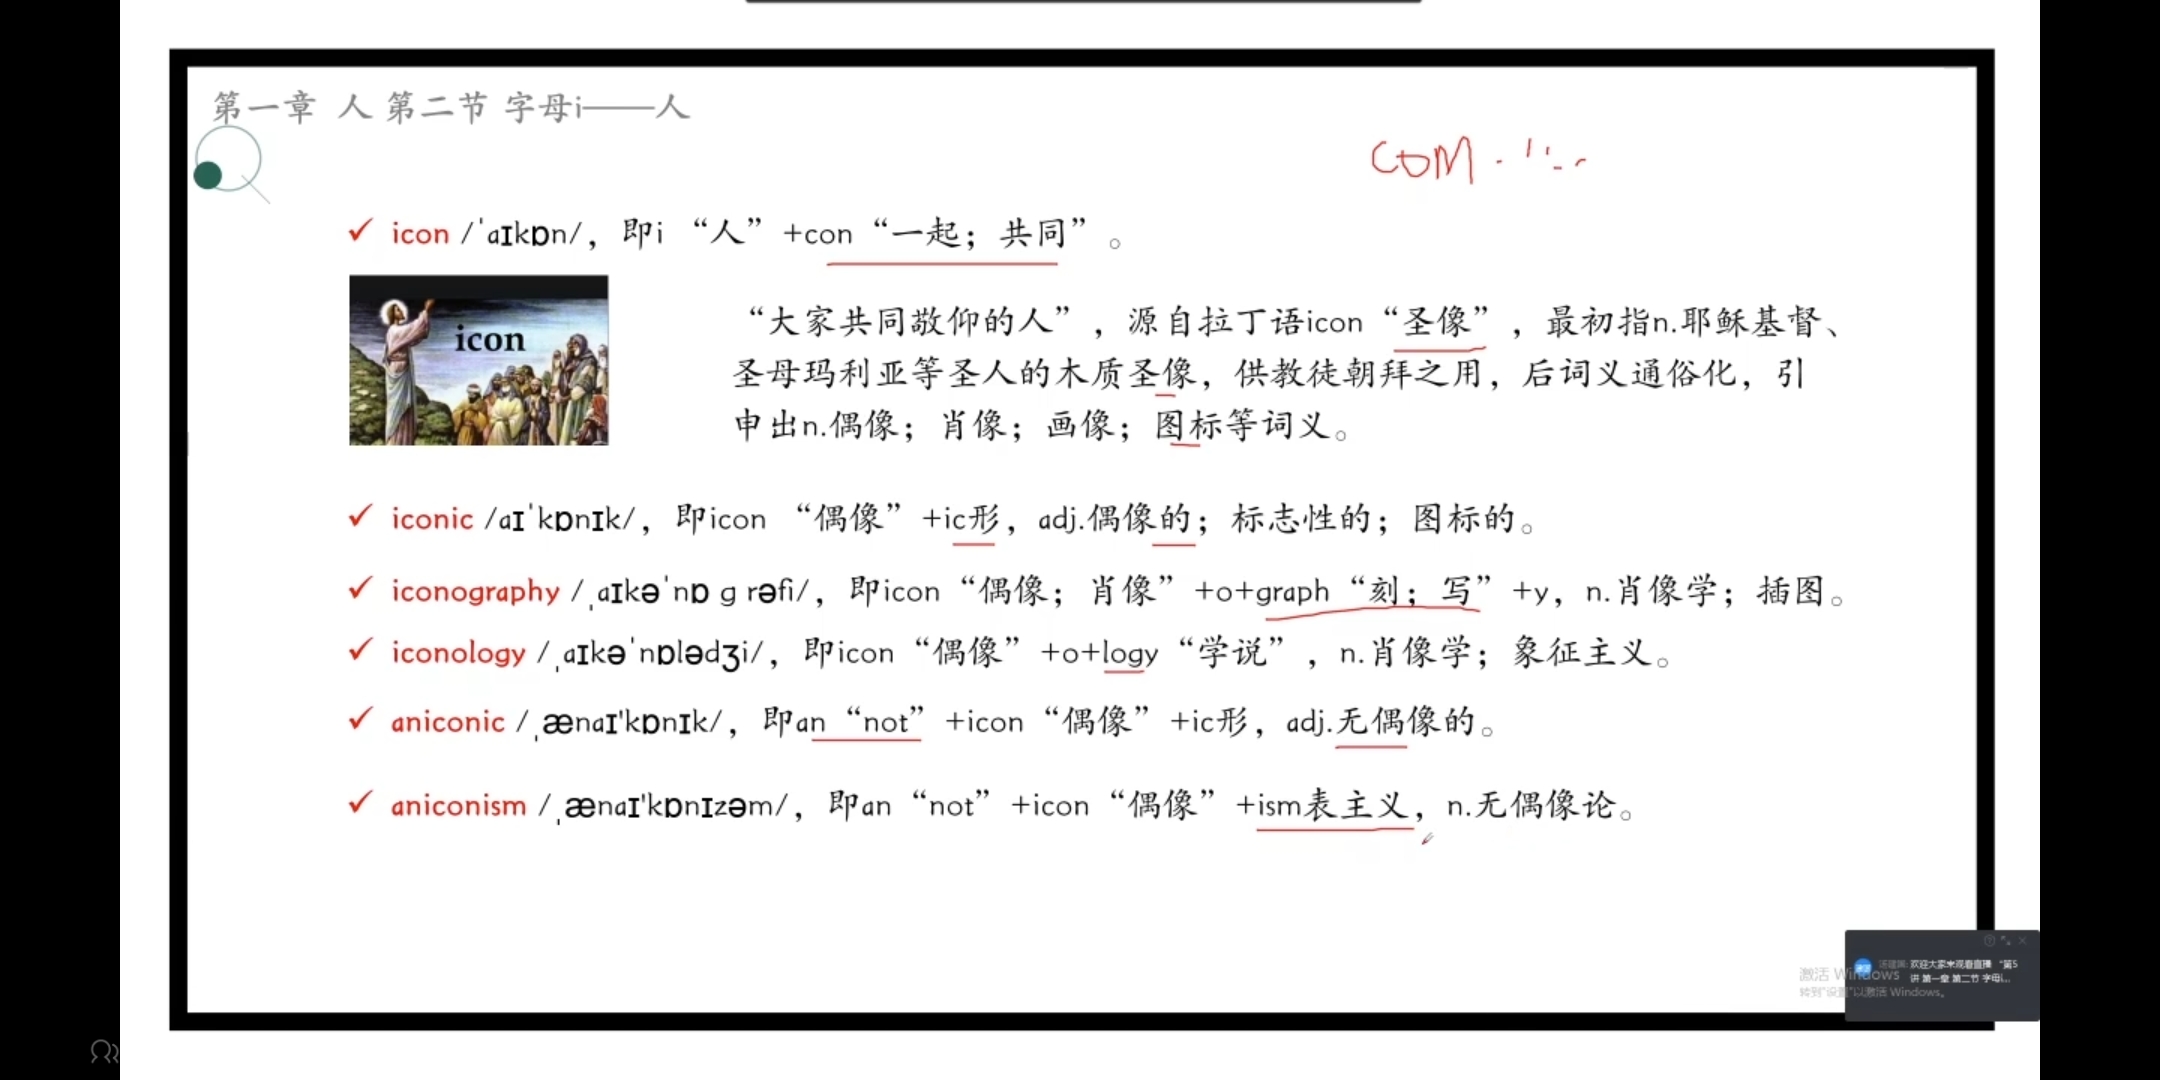 第一章 人 第二节 字母i——人
COM
✓ icon /ˈaɪkɒn/，即i “人”+con“一起；共同”。
icon
“大家共同敬仰的人”，源自拉丁语icon“圣像”，最初指n.耶稣基督、
圣母玛利亚等圣人的木质圣像，供教徒朝拜之用，后词义通俗化，引
申出n.偶像；肖像；画像；图标等词义。
✓ iconic /aɪˈkɒnɪk/，即icon “偶像”+ic形，adj.偶像的；标志性的；图标的。
✓ iconography /ˌaɪkəˈnɒ g rəfi/，即icon“偶像；肖像”+o+graph“刻；写”+y，n.肖像学；插图。
✓ iconology /ˌaɪkəˈnɒlədʒi/，即icon“偶像”+o+logy“学说”，n.肖像学；象征主义。
✓ aniconic /ˌænaɪ'kɒnɪk/，即an“not”+icon“偶像”+ic形，adj.无偶像的。
✓ aniconism /ˌænaɪ'kɒnɪzəm/，即an“not”+icon“偶像”+ism表主义，n.无偶像论。
激活 Windows
转到"设置"以激活 Windows。
欢迎大家来观看直播 “第5
讲 第一章 第二节 字母i...